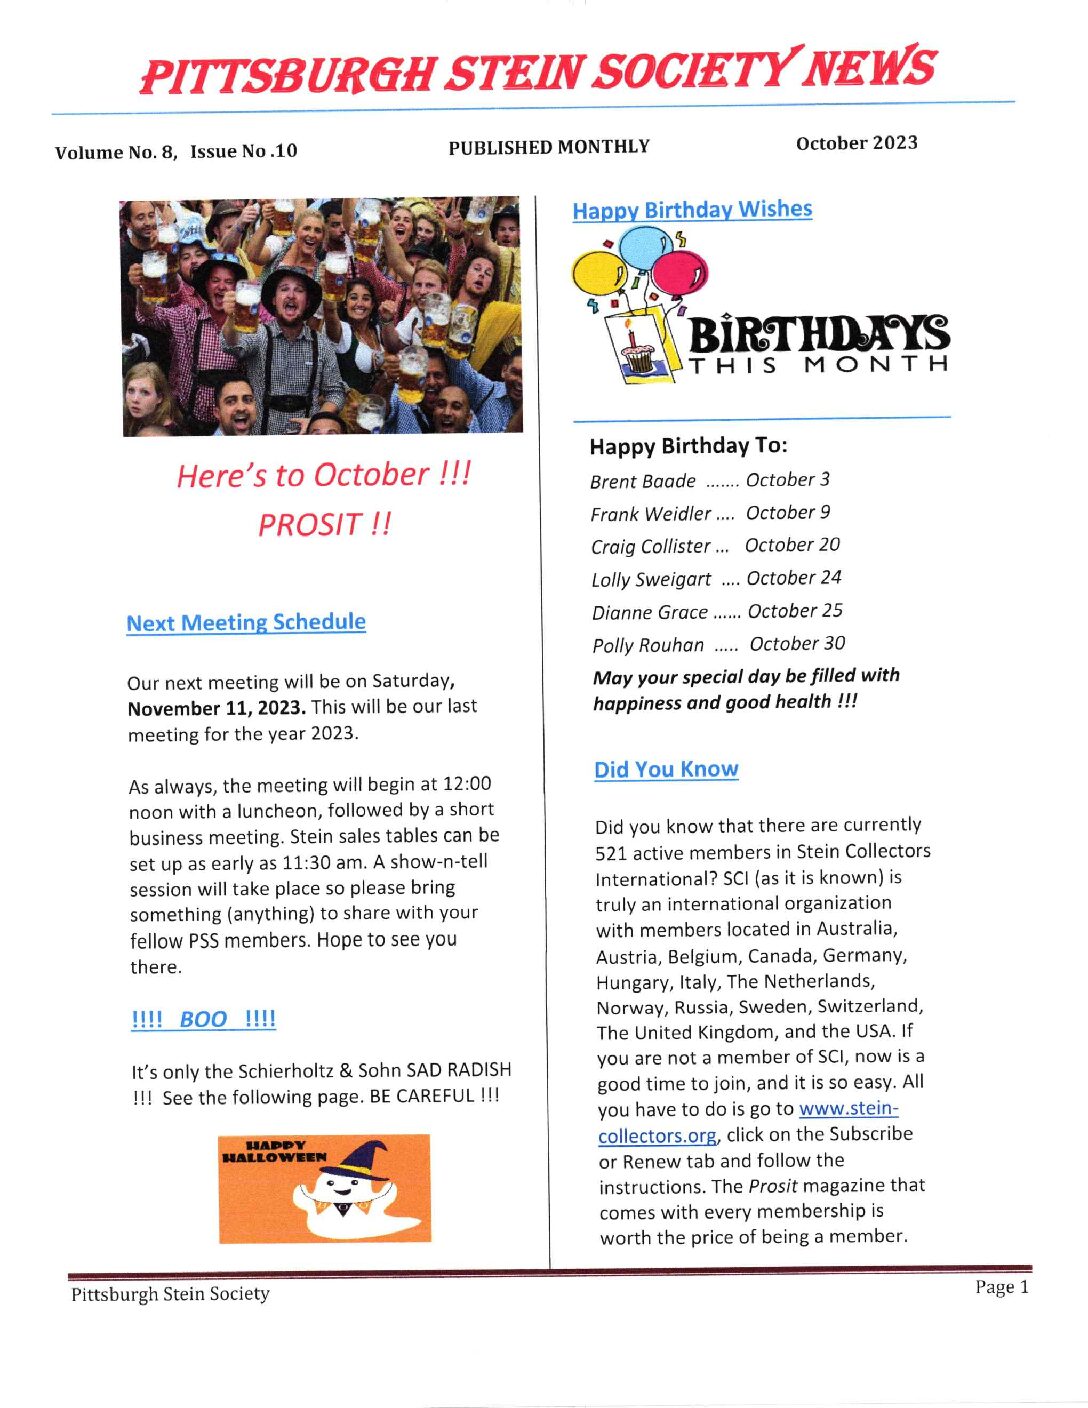 PITTSBURGH STEIN SOCIETY NEWS
Volume No. 8, Issue No.10 PUBLISHED MONTHLY October 2023
Here's to October !!!
PROSIT !!
Next Meeting Schedule
Our next meeting will be on Saturday,
November 11, 2023. This will be our last
meeting for the year 2023.
As always, the meeting will begin at 12:00
noon with a luncheon, followed by a short
business meeting. Stein sales tables can be
set up as early as 11:30 am. A show-n-tell
session will take place so please bring
something (anything) to share with your
fellow PSS members. Hope to see you
there.
!!!! BOO !!!!
It's only the Schierholtz & Sohn SAD RADISH
!!! See the following page. BE CAREFUL !!!
HAPPY
HALLOWEEN
Happy Birthday Wishes
BIRTHDAYS
THIS MONTH
Happy Birthday To:
Brent Baade ....... October 3
Frank Weidler .... October 9
Craig Collister ... October 20
Lolly Sweigart .... October 24
Dianne Grace ...... October 25
Polly Rouhan ..... October 30
May your special day be filled with
happiness and good health !!!
Did You Know
Did you know that there are currently
521 active members in Stein Collectors
International? SCI (as it is known) is
truly an international organization
with members located in Australia,
Austria, Belgium, Canada, Germany,
Hungary, Italy, The Netherlands,
Norway, Russia, Sweden, Switzerland,
The United Kingdom, and the USA. If
you are not a member of SCI, now is a
good time to join, and it is so easy. All
you have to do is go to www.stein-
collectors.org, click on the Subscribe
or Renew tab and follow the
instructions. The Prosit magazine that
comes with every membership is
worth the price of being a member.
Pittsburgh Stein Society Page 1